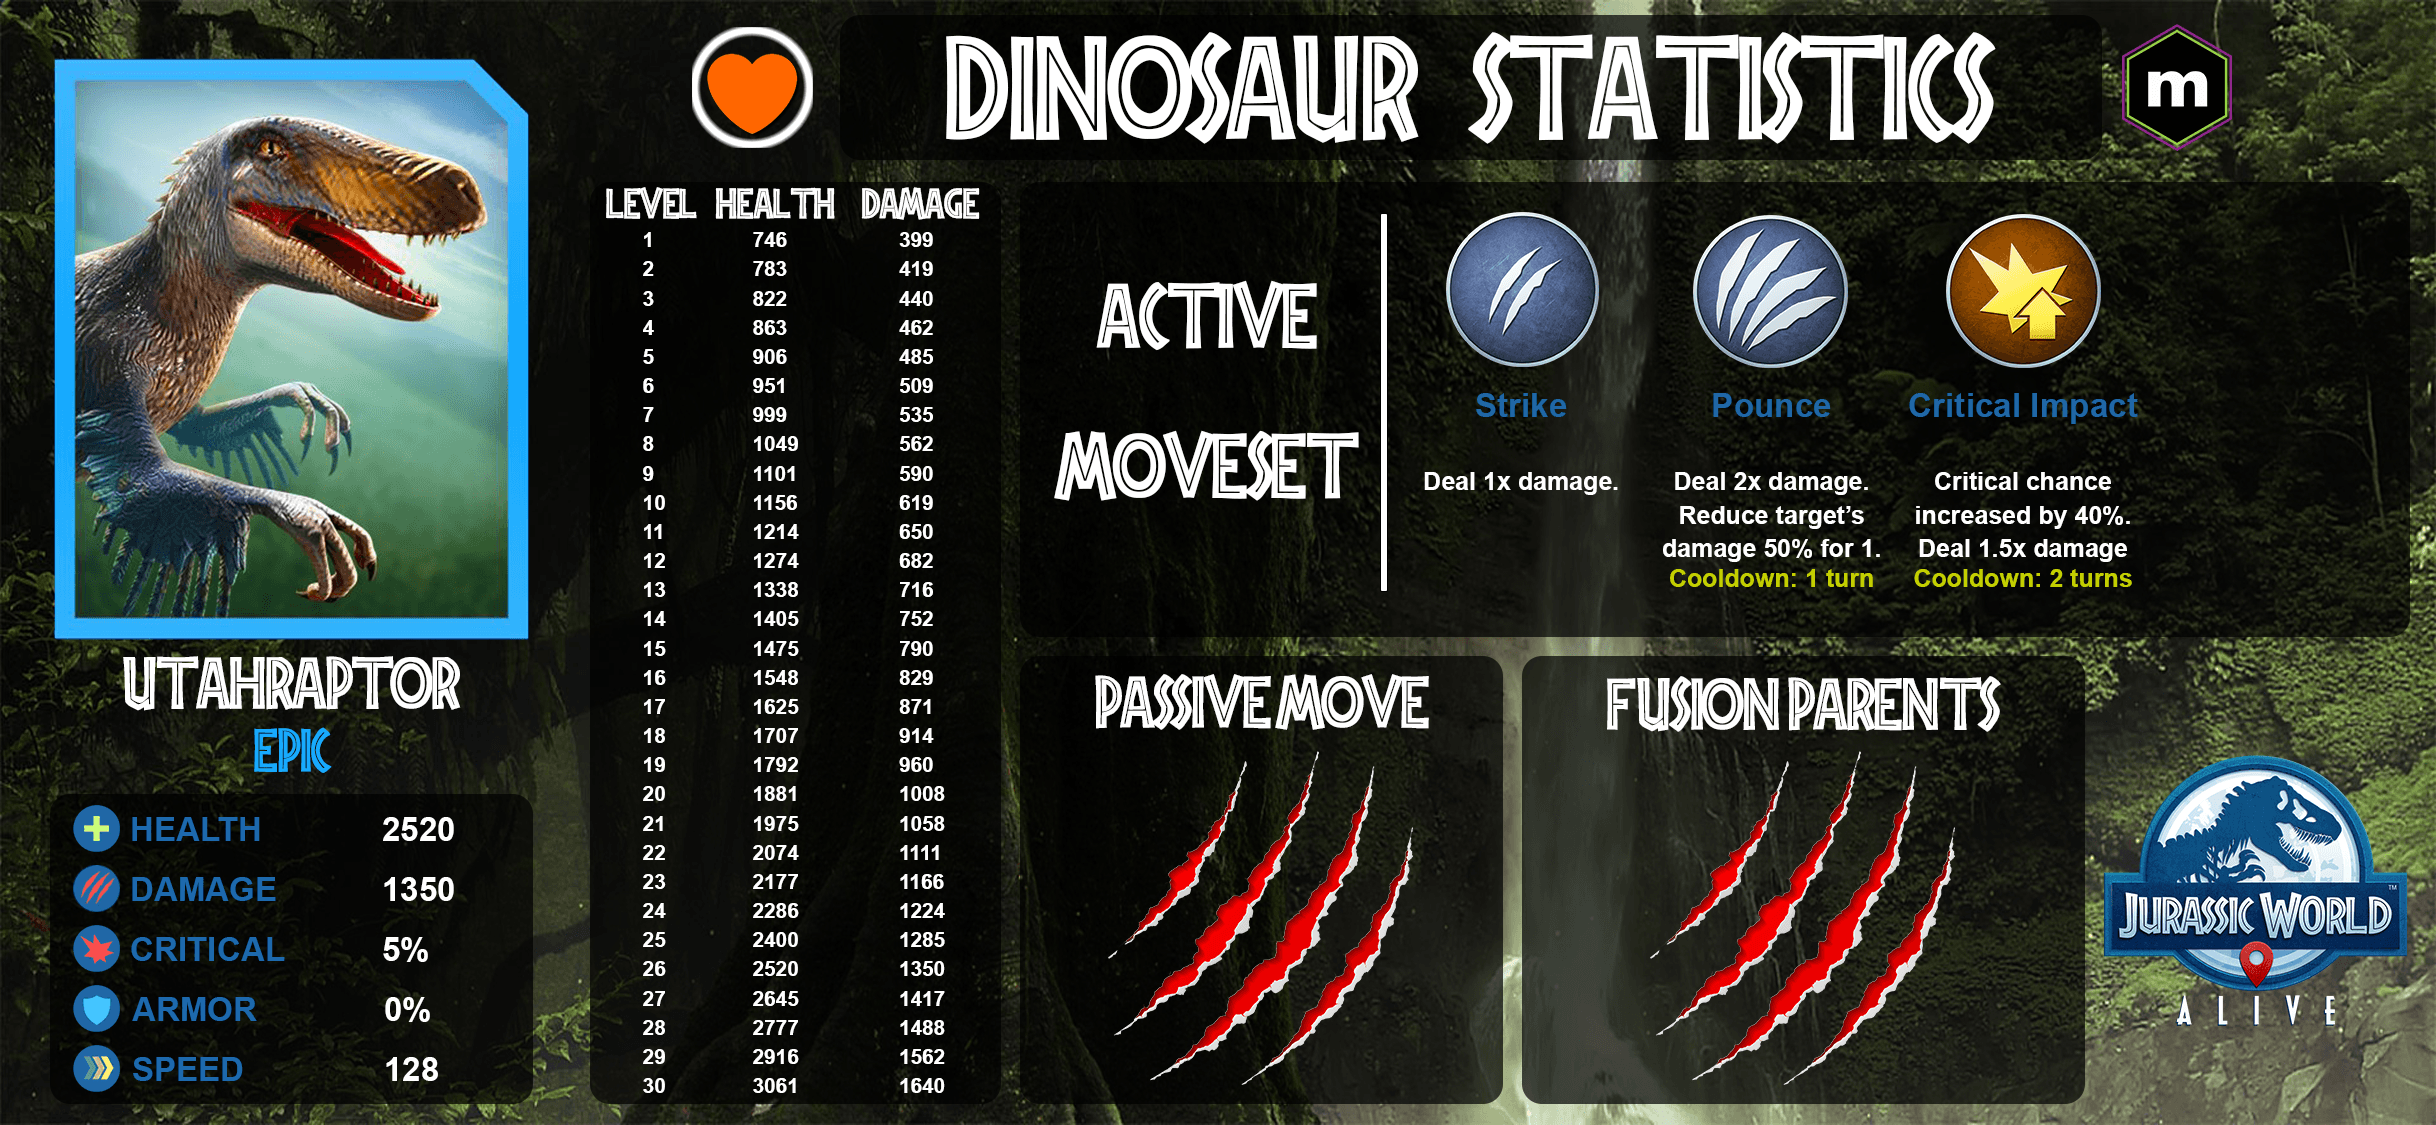 DINOSAUR STATISTICS
m
UTAHRAPTOR
EPIC
HEALTH 2520
DAMAGE 1350
CRITICAL 5%
ARMOR 0%
SPEED 128
LEVEL HEALTH DAMAGE
1 746 399
2 783 419
3 822 440
4 863 462
5 906 485
6 951 509
7 999 535
8 1049 562
9 1101 590
10 1156 619
11 1214 650
12 1274 682
13 1338 716
14 1405 752
15 1475 790
16 1548 829
17 1625 871
18 1707 914
19 1792 960
20 1881 1008
21 1975 1058
22 2074 1111
23 2177 1166
24 2286 1224
25 2400 1285
26 2520 1350
27 2645 1417
28 2777 1488
29 2916 1562
30 3061 1640
ACTIVE
MOVESET
Strike
Deal 1x damage.
Pounce
Deal 2x damage.
Reduce target’s
damage 50% for 1.
Cooldown: 1 turn
Critical Impact
Critical chance
increased by 40%.
Deal 1.5x damage
Cooldown: 2 turns
PASSIVE MOVE
FUSION PARENTS
JURASSIC WORLD™
ALIVE